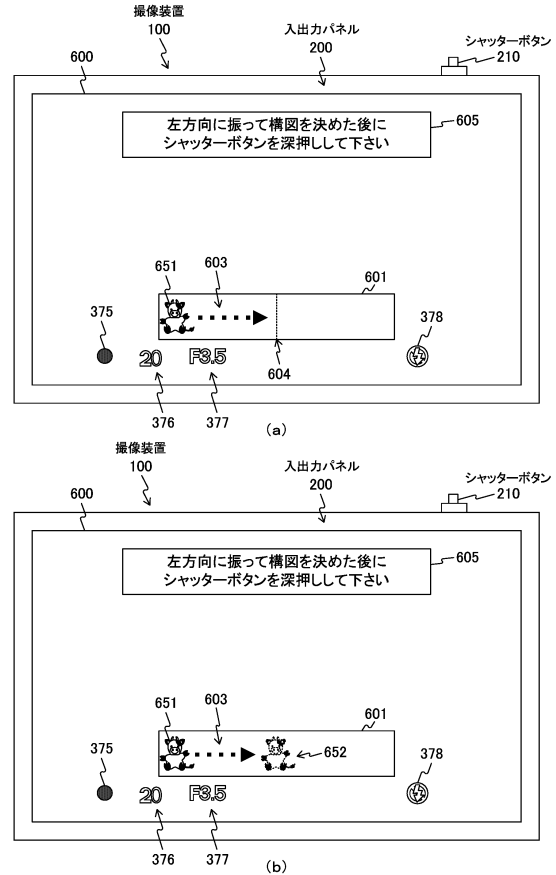 撮像装置
100
入出力パネル
200
シャッターボタン
210
600
左方向に振って構図を決めた後に
シャッターボタンを深押しして下さい
605
651
603
601
375
378
604
20
F3.5
376
377
(a)
撮像装置
100
入出力パネル
200
シャッターボタン
210
600
左方向に振って構図を決めた後に
シャッターボタンを深押しして下さい
605
651
603
601
375
652
378
20
F3.5
376
377
(b)